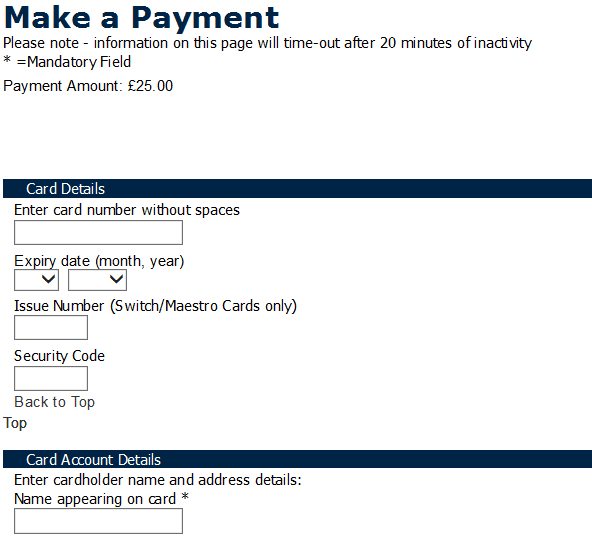 Make a Payment
Please note - information on this page will time-out after 20 minutes of inactivity
* =Mandatory Field
Payment Amount: £25.00
Card Details
Enter card number without spaces
Expiry date (month, year)
Issue Number (Switch/Maestro Cards only)
Security Code
Back to Top
Top
Card Account Details
Enter cardholder name and address details:
Name appearing on card *